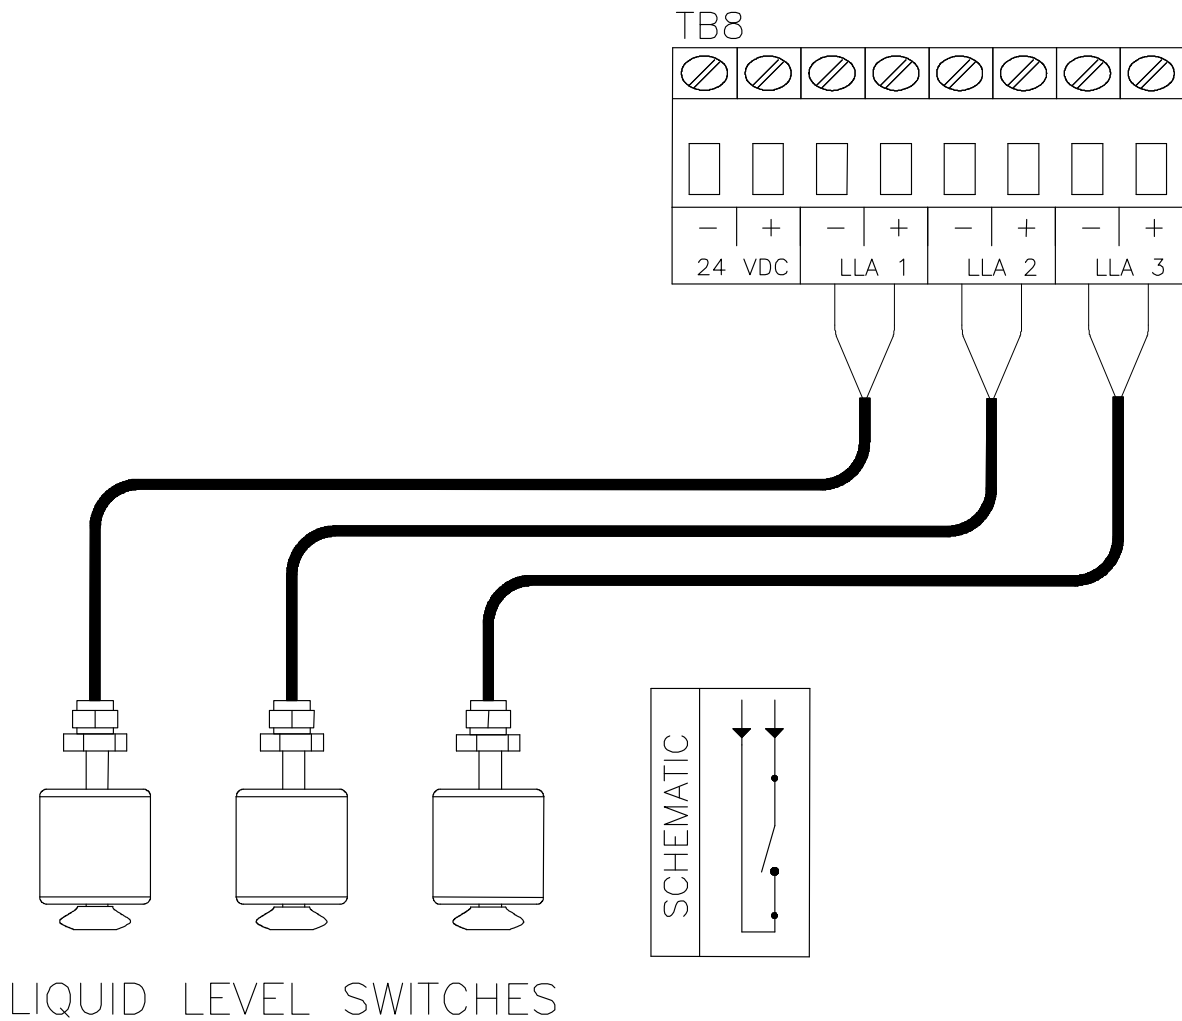 TB8
− + − + − + − +
24 VDC LLA 1 LLA 2 LLA 3
SCHEMATIC
LIQUID LEVEL SWITCHES